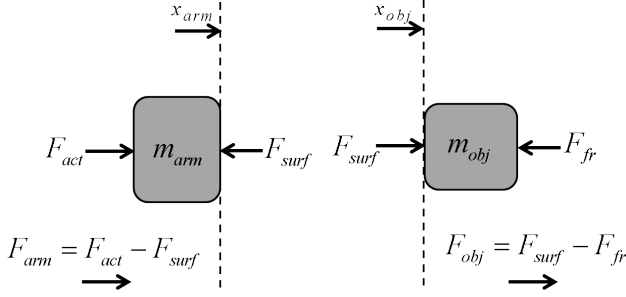 x_arm
x_obj
F_act
m_arm
F_surf
F_surf
m_obj
F_fr
F_arm = F_act − F_surf
F_obj = F_surf − F_fr